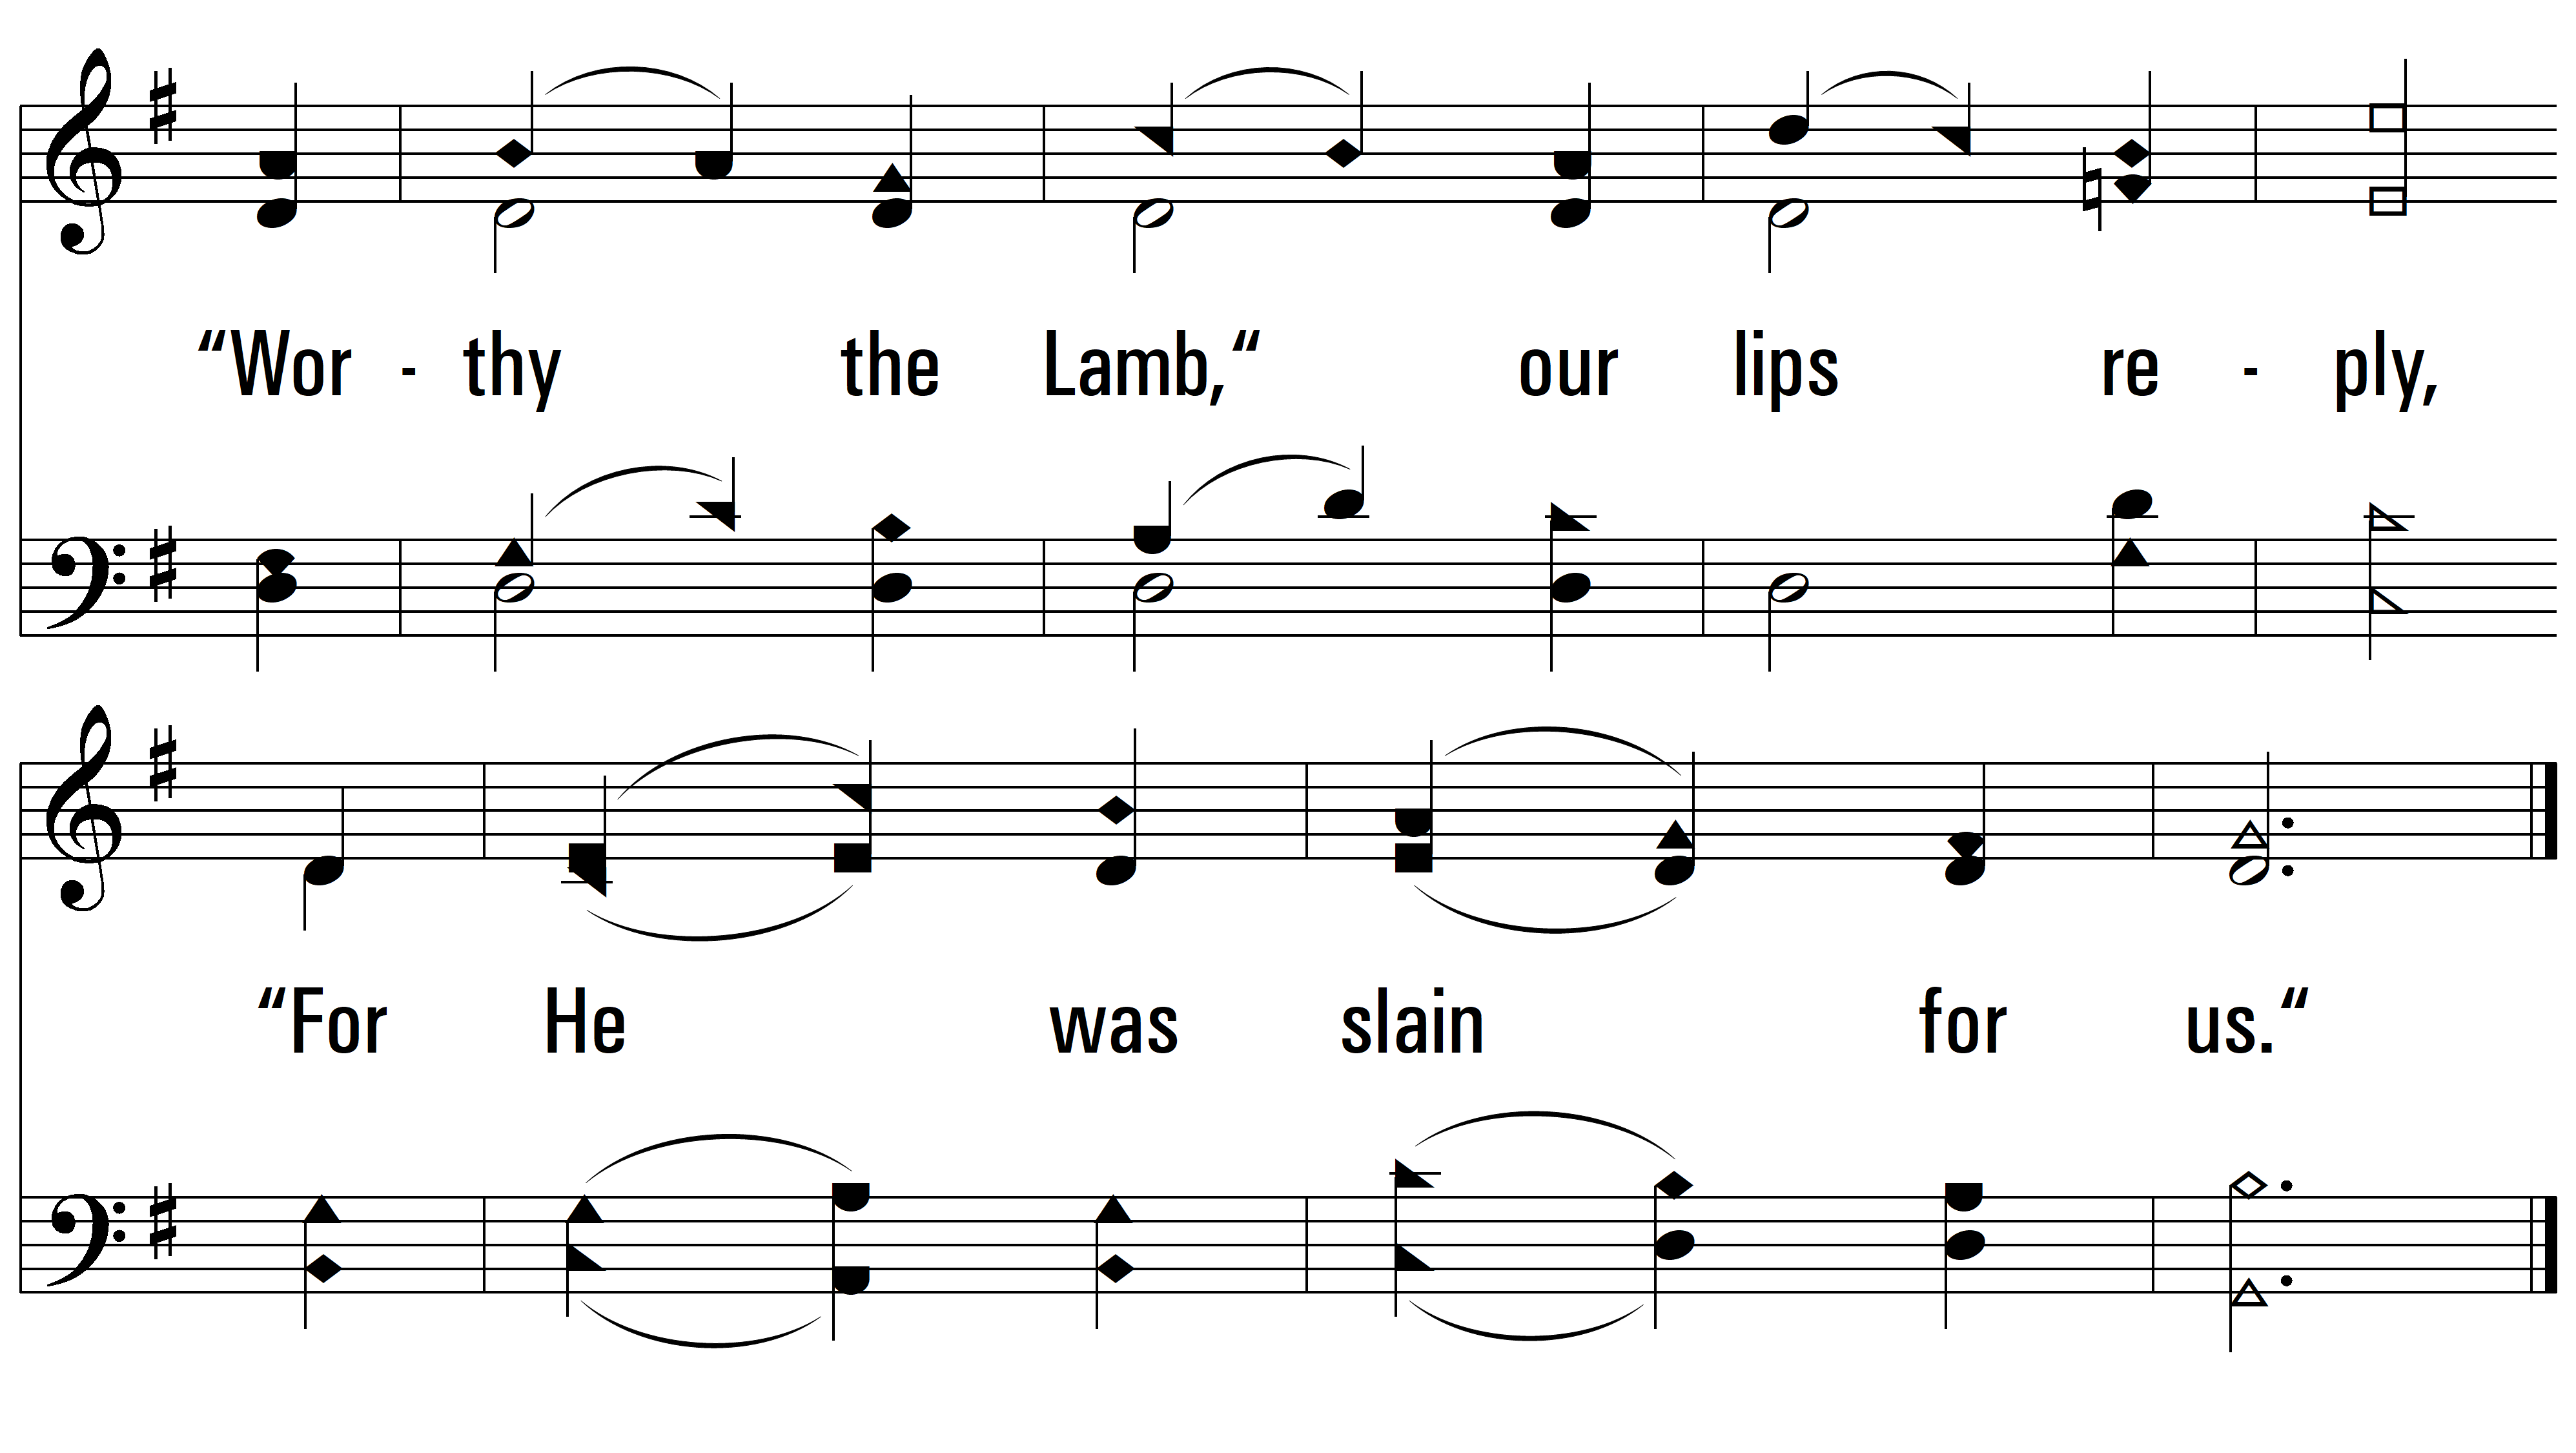 “Wor - thy the Lamb,“ our lips re - ply,
“For He was slain for us.“